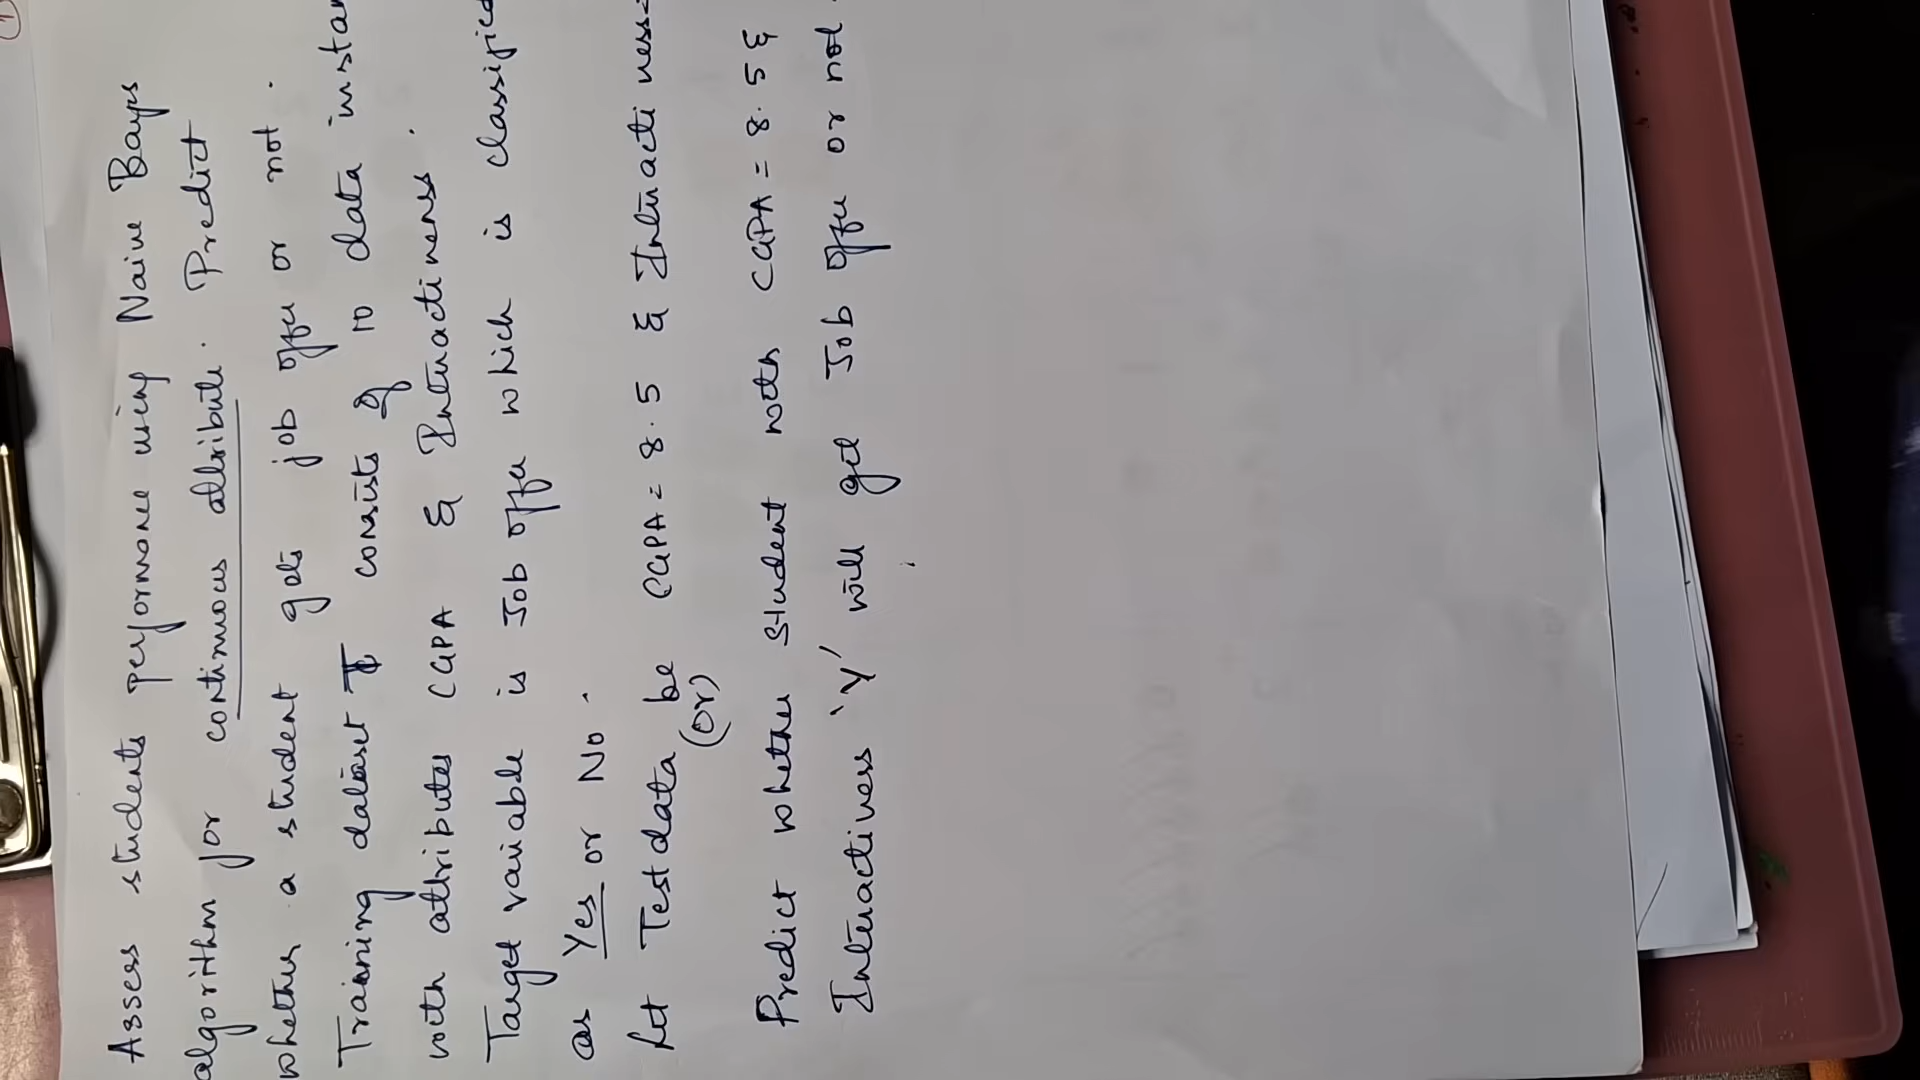 Assess students performance using Naive Bayes
algorithm for continuous attribute. Predict
whether a student gets job offer or not.
Training dataset T consists of 10 data instan
with attributes CGPA & Interactiveness.
Target variable is Job offer which is classified
as Yes or No.
Let Test data be CGPA = 8.5 & Interactiveness=
(or)
Predict whether student with CGPA = 8.5 &
Interactiveness 'Y' will get Job offer or not.